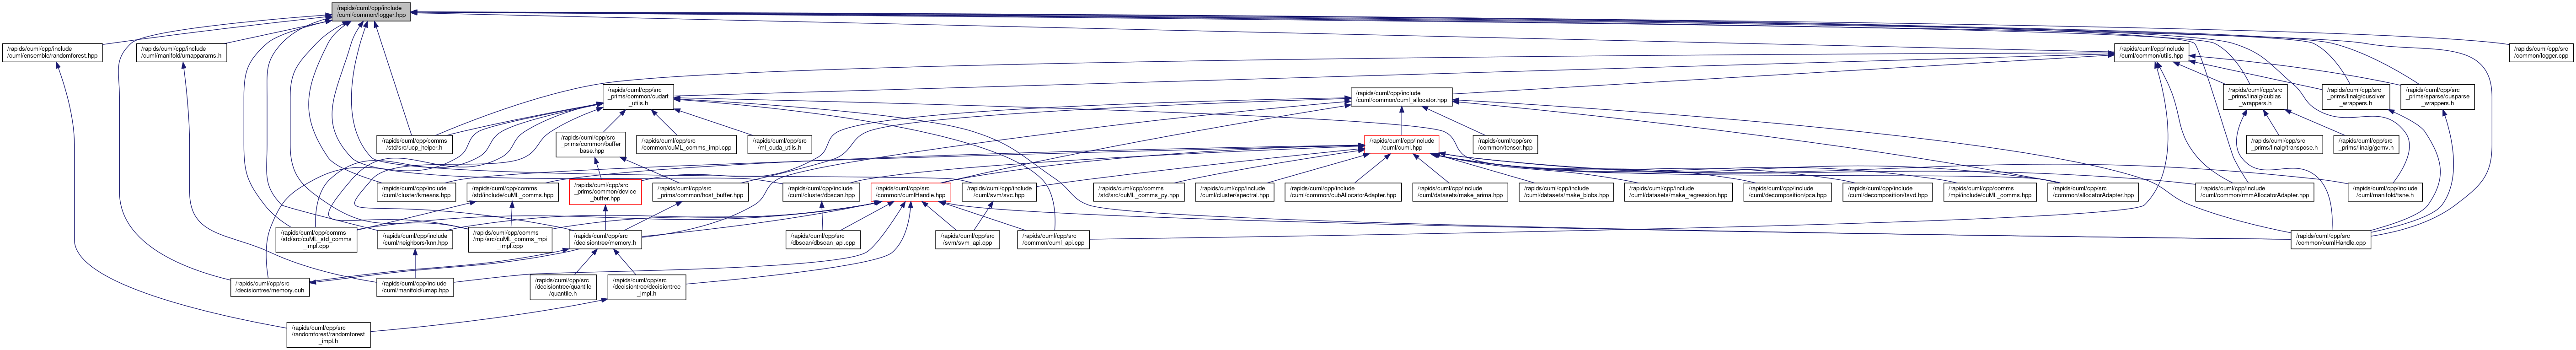 /rapids/cuml/cpp/include
/cuml/common/logger.hpp
/rapids/cuml/cpp/include
/cuml/ensemble/randomforest.hpp
/rapids/cuml/cpp/include
/cuml/manifold/umapparams.h
/rapids/cuml/cpp/include
/cuml/common/utils.hpp
/rapids/cuml/cpp/src
/common/logger.cpp
/rapids/cuml/cpp/src
_prims/common/cudart
_utils.h
/rapids/cuml/cpp/include
/cuml/common/cuml_allocator.hpp
/rapids/cuml/cpp/src
_prims/linalg/cublas
_wrappers.h
/rapids/cuml/cpp/src
_prims/linalg/cusolver
_wrappers.h
/rapids/cuml/cpp/src
_prims/sparse/cusparse
_wrappers.h
/rapids/cuml/cpp/comms
/std/src/ucp_helper.h
/rapids/cuml/cpp/src
_prims/common/buffer
_base.hpp
/rapids/cuml/cpp/src
/common/cuML_comms_impl.cpp
/rapids/cuml/cpp/src
/ml_cuda_utils.h
/rapids/cuml/cpp/include
/cuml/cuml.hpp
/rapids/cuml/cpp/src
/common/tensor.hpp
/rapids/cuml/cpp/src
_prims/linalg/transpose.h
/rapids/cuml/cpp/src
_prims/linalg/gemv.h
/rapids/cuml/cpp/include
/cuml/cluster/kmeans.hpp
/rapids/cuml/cpp/comms
/std/include/cuML_comms.hpp
/rapids/cuml/cpp/src
_prims/common/device
_buffer.hpp
/rapids/cuml/cpp/src
_prims/common/host_buffer.hpp
/rapids/cuml/cpp/include
/cuml/cluster/dbscan.hpp
/rapids/cuml/cpp/src
/common/cumlHandle.hpp
/rapids/cuml/cpp/include
/cuml/svm/svc.hpp
/rapids/cuml/cpp/comms
/std/src/cuML_comms_py.cpp
/rapids/cuml/cpp/include
/cuml/cluster/spectral.hpp
/rapids/cuml/cpp/include
/cuml/common/cubAllocatorAdapter.hpp
/rapids/cuml/cpp/include
/cuml/datasets/make_arima.hpp
/rapids/cuml/cpp/include
/cuml/datasets/make_blobs.hpp
/rapids/cuml/cpp/include
/cuml/datasets/make_regression.hpp
/rapids/cuml/cpp/include
/cuml/decomposition/pca.hpp
/rapids/cuml/cpp/include
/cuml/decomposition/tsvd.hpp
/rapids/cuml/cpp/comms
/mpi/include/cuML_comms.hpp
/rapids/cuml/cpp/src
/common/allocatorAdapter.hpp
/rapids/cuml/cpp/include
/cuml/common/rmmAllocatorAdapter.hpp
/rapids/cuml/cpp/include
/cuml/manifold/tsne.h
/rapids/cuml/cpp/comms
/std/src/cuML_std_comms
_impl.cpp
/rapids/cuml/cpp/include
/cuml/neighbors/knn.hpp
/rapids/cuml/cpp/comms
/mpi/src/cuML_comms_mpi
_impl.cpp
/rapids/cuml/cpp/src
/decisiontree/memory.h
/rapids/cuml/cpp/src
/dbscan/dbscan_api.cpp
/rapids/cuml/cpp/src
/svm/svm_api.cpp
/rapids/cuml/cpp/src
/common/cuml_api.cpp
/rapids/cuml/cpp/src
/common/cumlHandle.cpp
/rapids/cuml/cpp/src
/decisiontree/memory.cuh
/rapids/cuml/cpp/include
/cuml/manifold/umap.hpp
/rapids/cuml/cpp/src
/decisiontree/quantile
/quantile.h
/rapids/cuml/cpp/src
/decisiontree/decisiontree
_impl.h
/rapids/cuml/cpp/src
/randomforest/randomforest
_impl.h